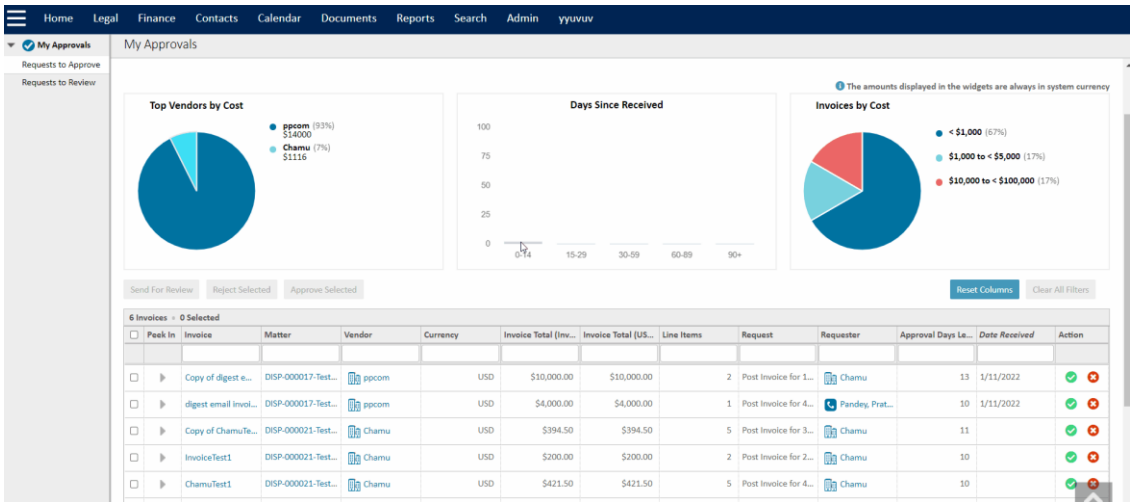 Home Legal Finance Contacts Calendar Documents Reports Search Admin yyuvuv
My Approvals
Requests to Approve
Requests to Review
My Approvals
The amounts displayed in the widgets are always in system currency
Top Vendors by Cost
ppcom (93%)
$14000
Chamu (7%)
$1116
Days Since Received
100
75
50
25
0
0-14 15-29 30-59 60-89 90+
Invoices by Cost
< $1,000 (67%)
$1,000 to < $5,000 (17%)
$10,000 to < $100,000 (17%)
Send For Review Reject Selected Approve Selected Reset Columns Clear All Filters
6 Invoices 0 Selected
Peek In Invoice Matter Vendor Currency Invoice Total (Inv... Invoice Total (US... Line Items Request Requester Approval Days Le... Date Received Action
Copy of digest e... DISP-000017-Test... ppcom USD $10,000.00 $10,000.00 2 Post Invoice for 1... Chamu 13 1/11/2022
digest email invoi... DISP-000017-Test... ppcom USD $4,000.00 $4,000.00 1 Post Invoice for 4... Pandey, Prat... 10 1/11/2022
Copy of ChamuTe... DISP-000021-Test... Chamu USD $394.50 $394.50 5 Post Invoice for 3... Chamu 11
InvoiceTest1 DISP-000021-Test... Chamu USD $200.00 $200.00 2 Post Invoice for 2... Chamu 10
ChamuTest1 DISP-000021-Test... Chamu USD $421.50 $421.50 5 Post Invoice for 4... Chamu 10